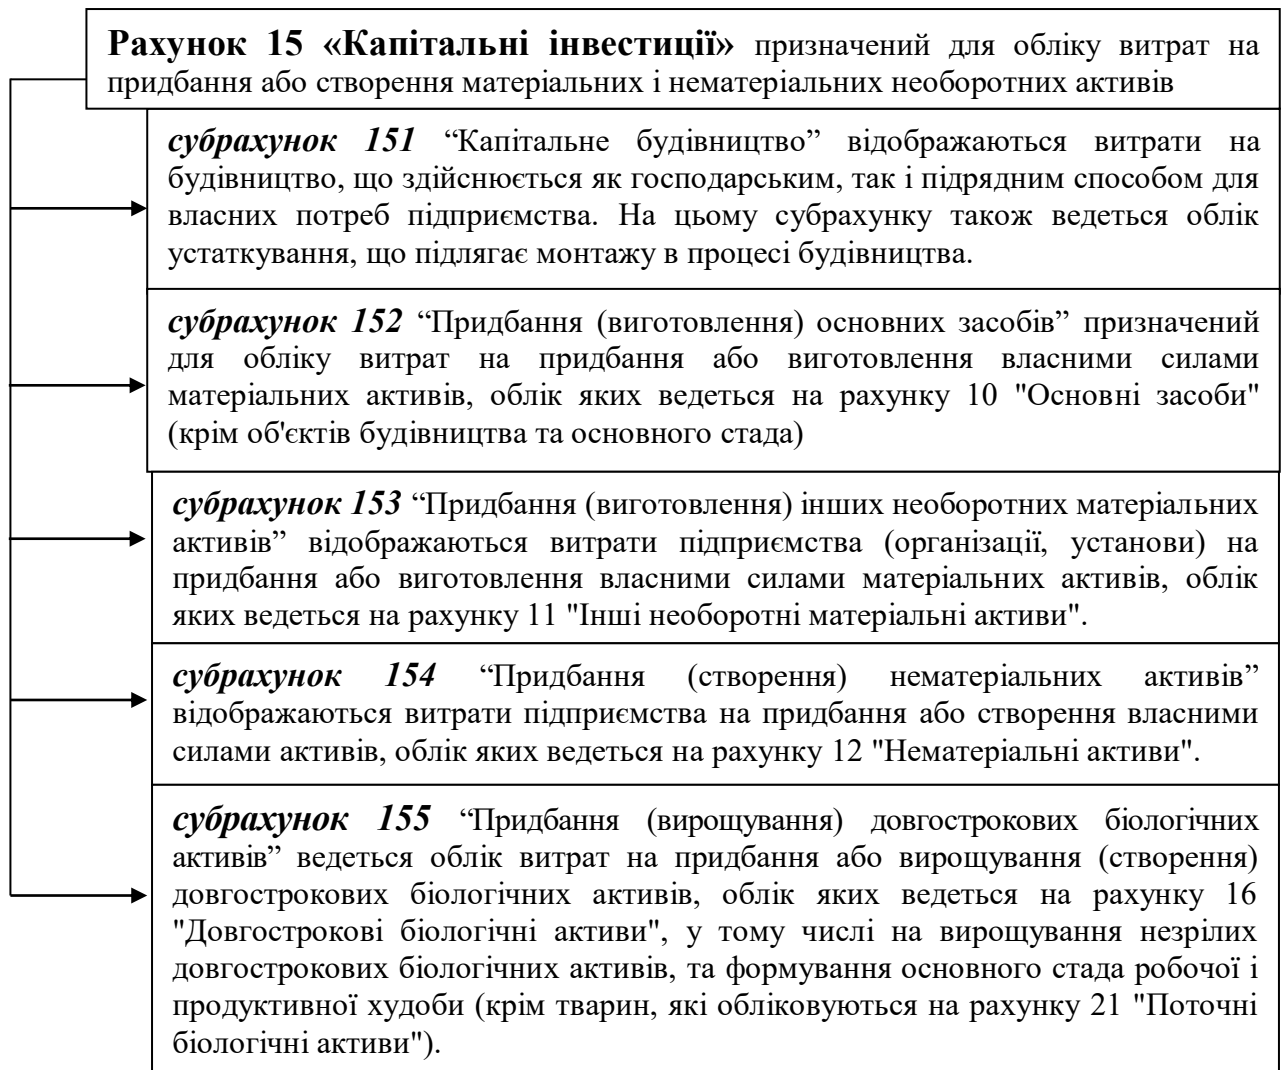 Рахунок 15 «Капітальні інвестиції» призначений для обліку витрат на
придбання або створення матеріальних і нематеріальних необоротних активів
субрахунок 151 “Капітальне будівництво” відображаються витрати на
будівництво, що здійснюється як господарським, так і підрядним способом для
власних потреб підприємства. На цьому субрахунку також ведеться облік
устаткування, що підлягає монтажу в процесі будівництва.
субрахунок 152 “Придбання (виготовлення) основних засобів” призначений
для обліку витрат на придбання або виготовлення власними силами
матеріальних активів, облік яких ведеться на рахунку 10 "Основні засоби"
(крім об'єктів будівництва та основного стада)
субрахунок 153 “Придбання (виготовлення) інших необоротних матеріальних
активів” відображаються витрати підприємства (організації, установи) на
придбання або виготовлення власними силами матеріальних активів, облік
яких ведеться на рахунку 11 "Інші необоротні матеріальні активи".
субрахунок 154 “Придбання (створення) нематеріальних активів”
відображаються витрати підприємства на придбання або створення власними
силами активів, облік яких ведеться на рахунку 12 "Нематеріальні активи".
субрахунок 155 “Придбання (вирощування) довгострокових біологічних
активів” ведеться облік витрат на придбання або вирощування (створення)
довгострокових біологічних активів, облік яких ведеться на рахунку 16
"Довгострокові біологічні активи", у тому числі на вирощування незрілих
довгострокових біологічних активів, та формування основного стада робочої і
продуктивної худоби (крім тварин, які обліковуються на рахунку 21 "Поточні
біологічні активи").